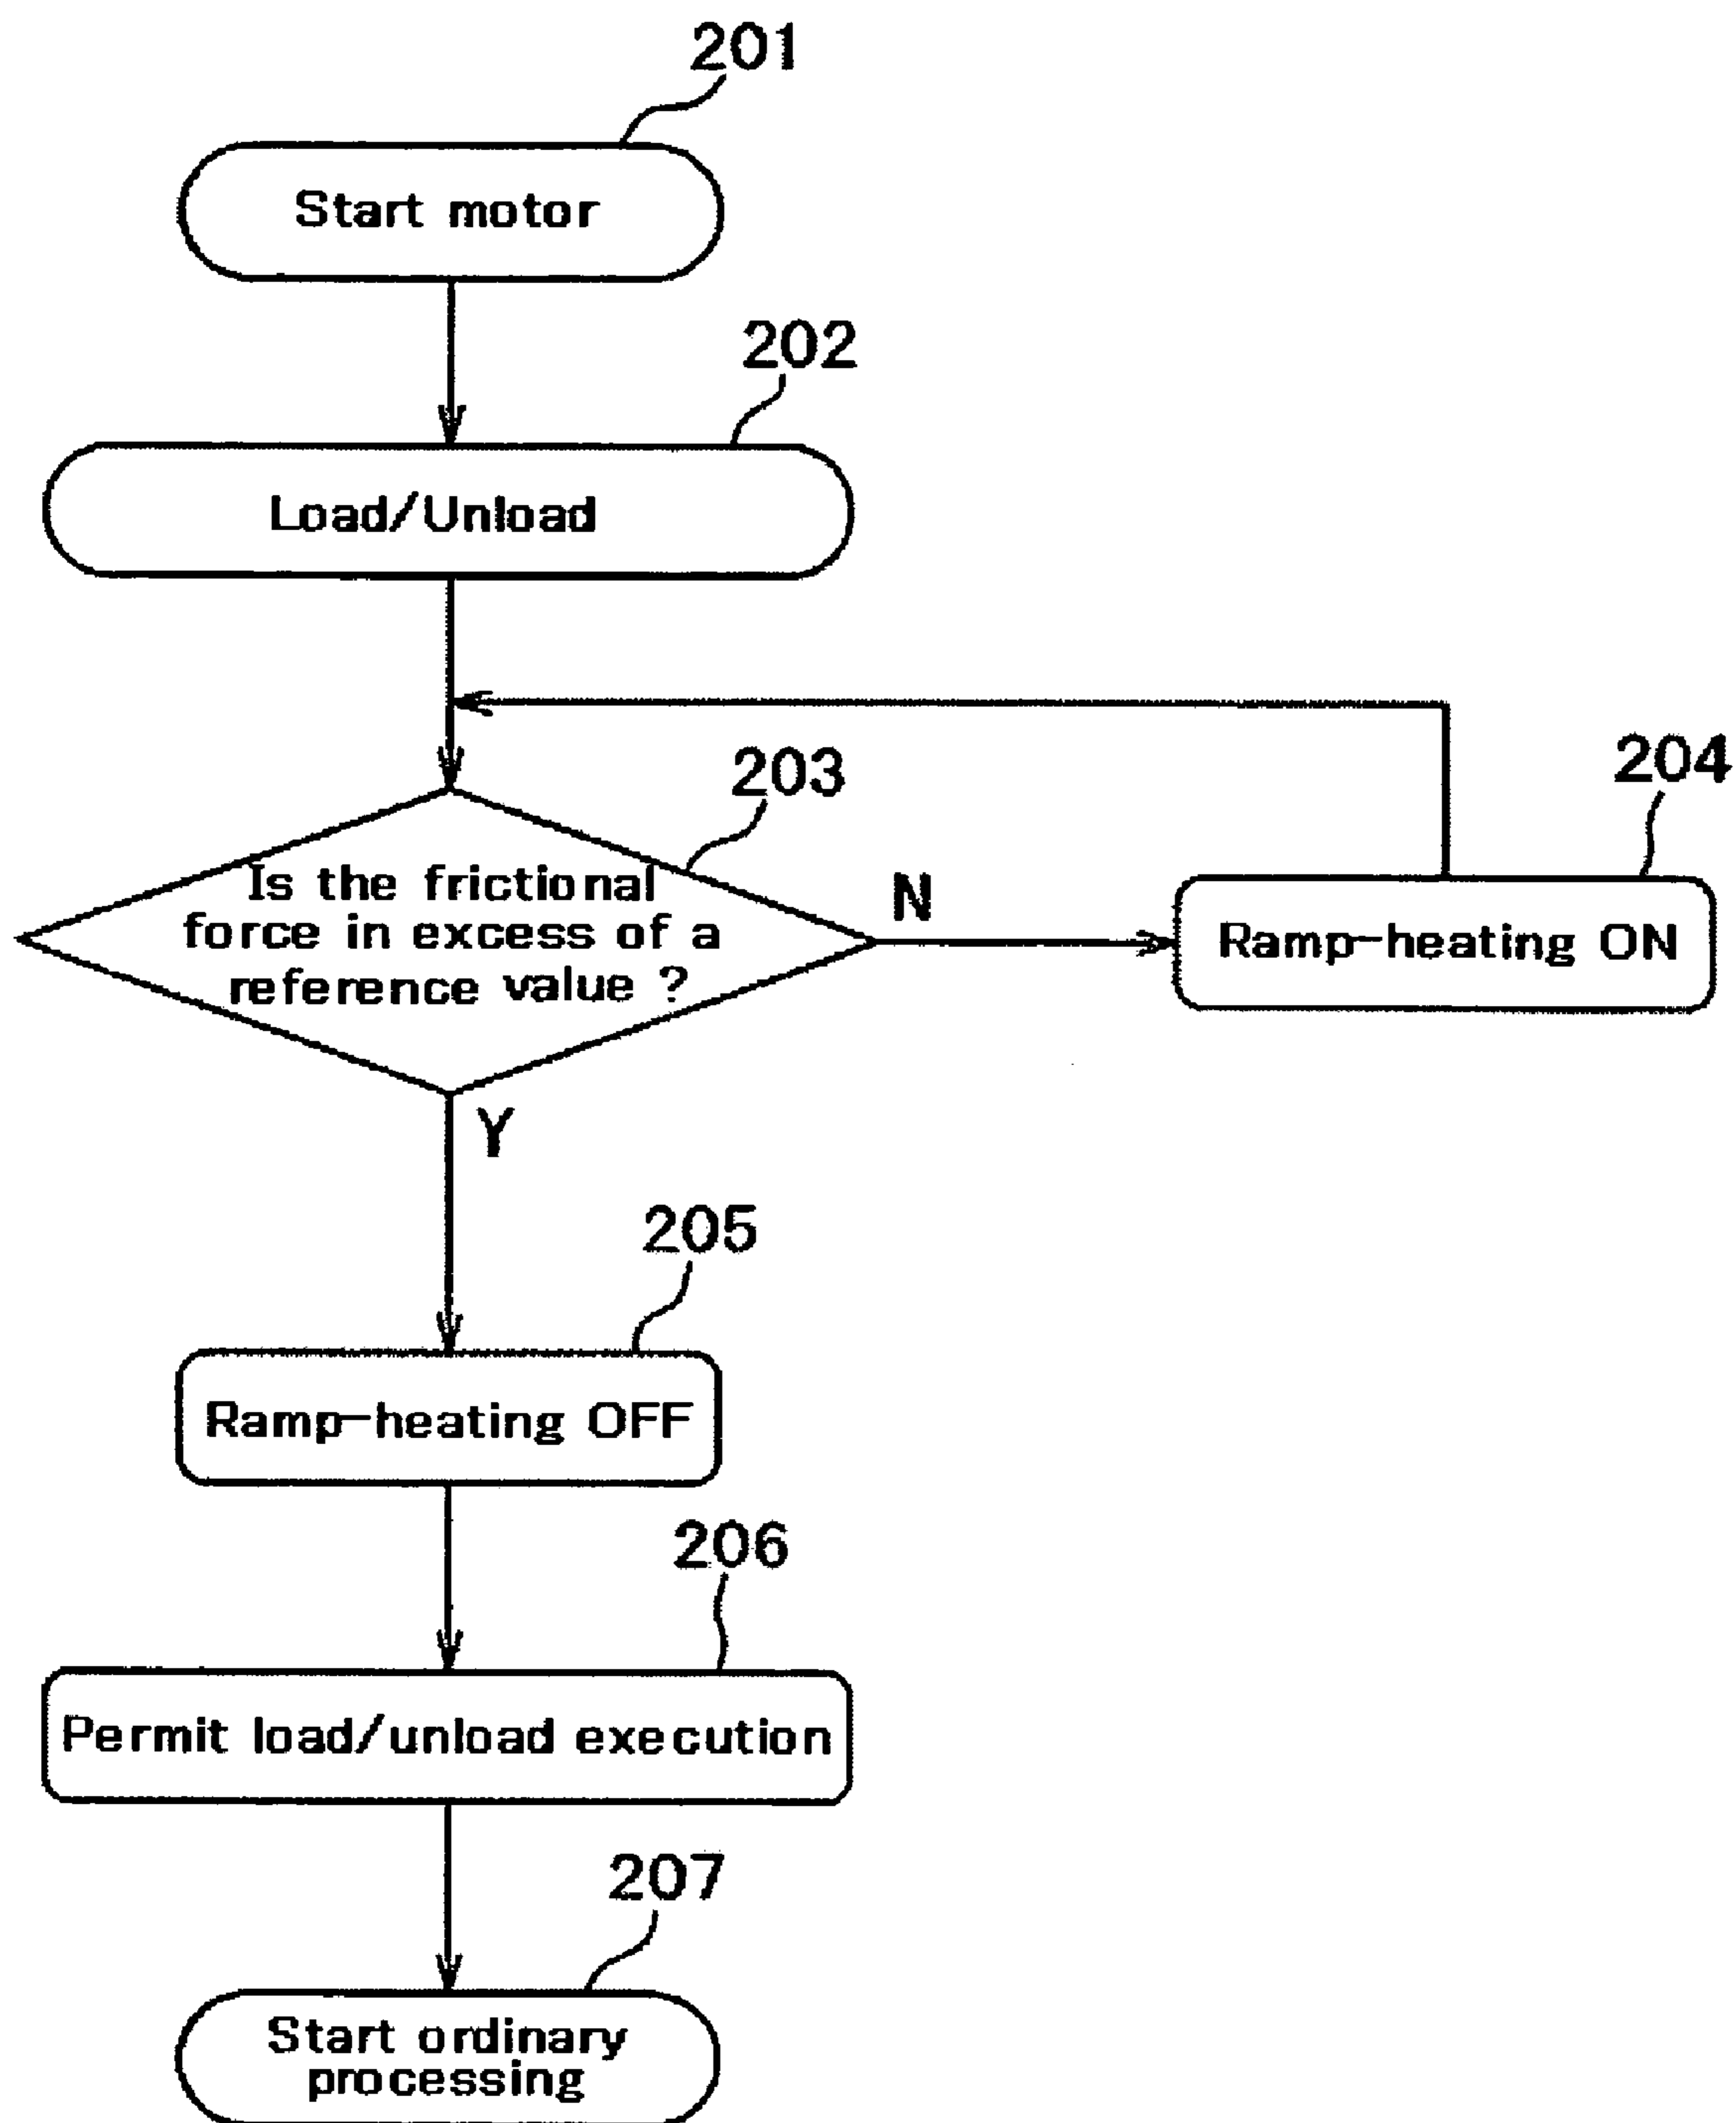 201
Start motor
202
Load/Unload
203
204
Is the frictional
force in excess of a
reference value ?
N
Ramp-heating ON
Y
205
Ramp-heating OFF
206
Permit load/unload execution
207
Start ordinary
processing